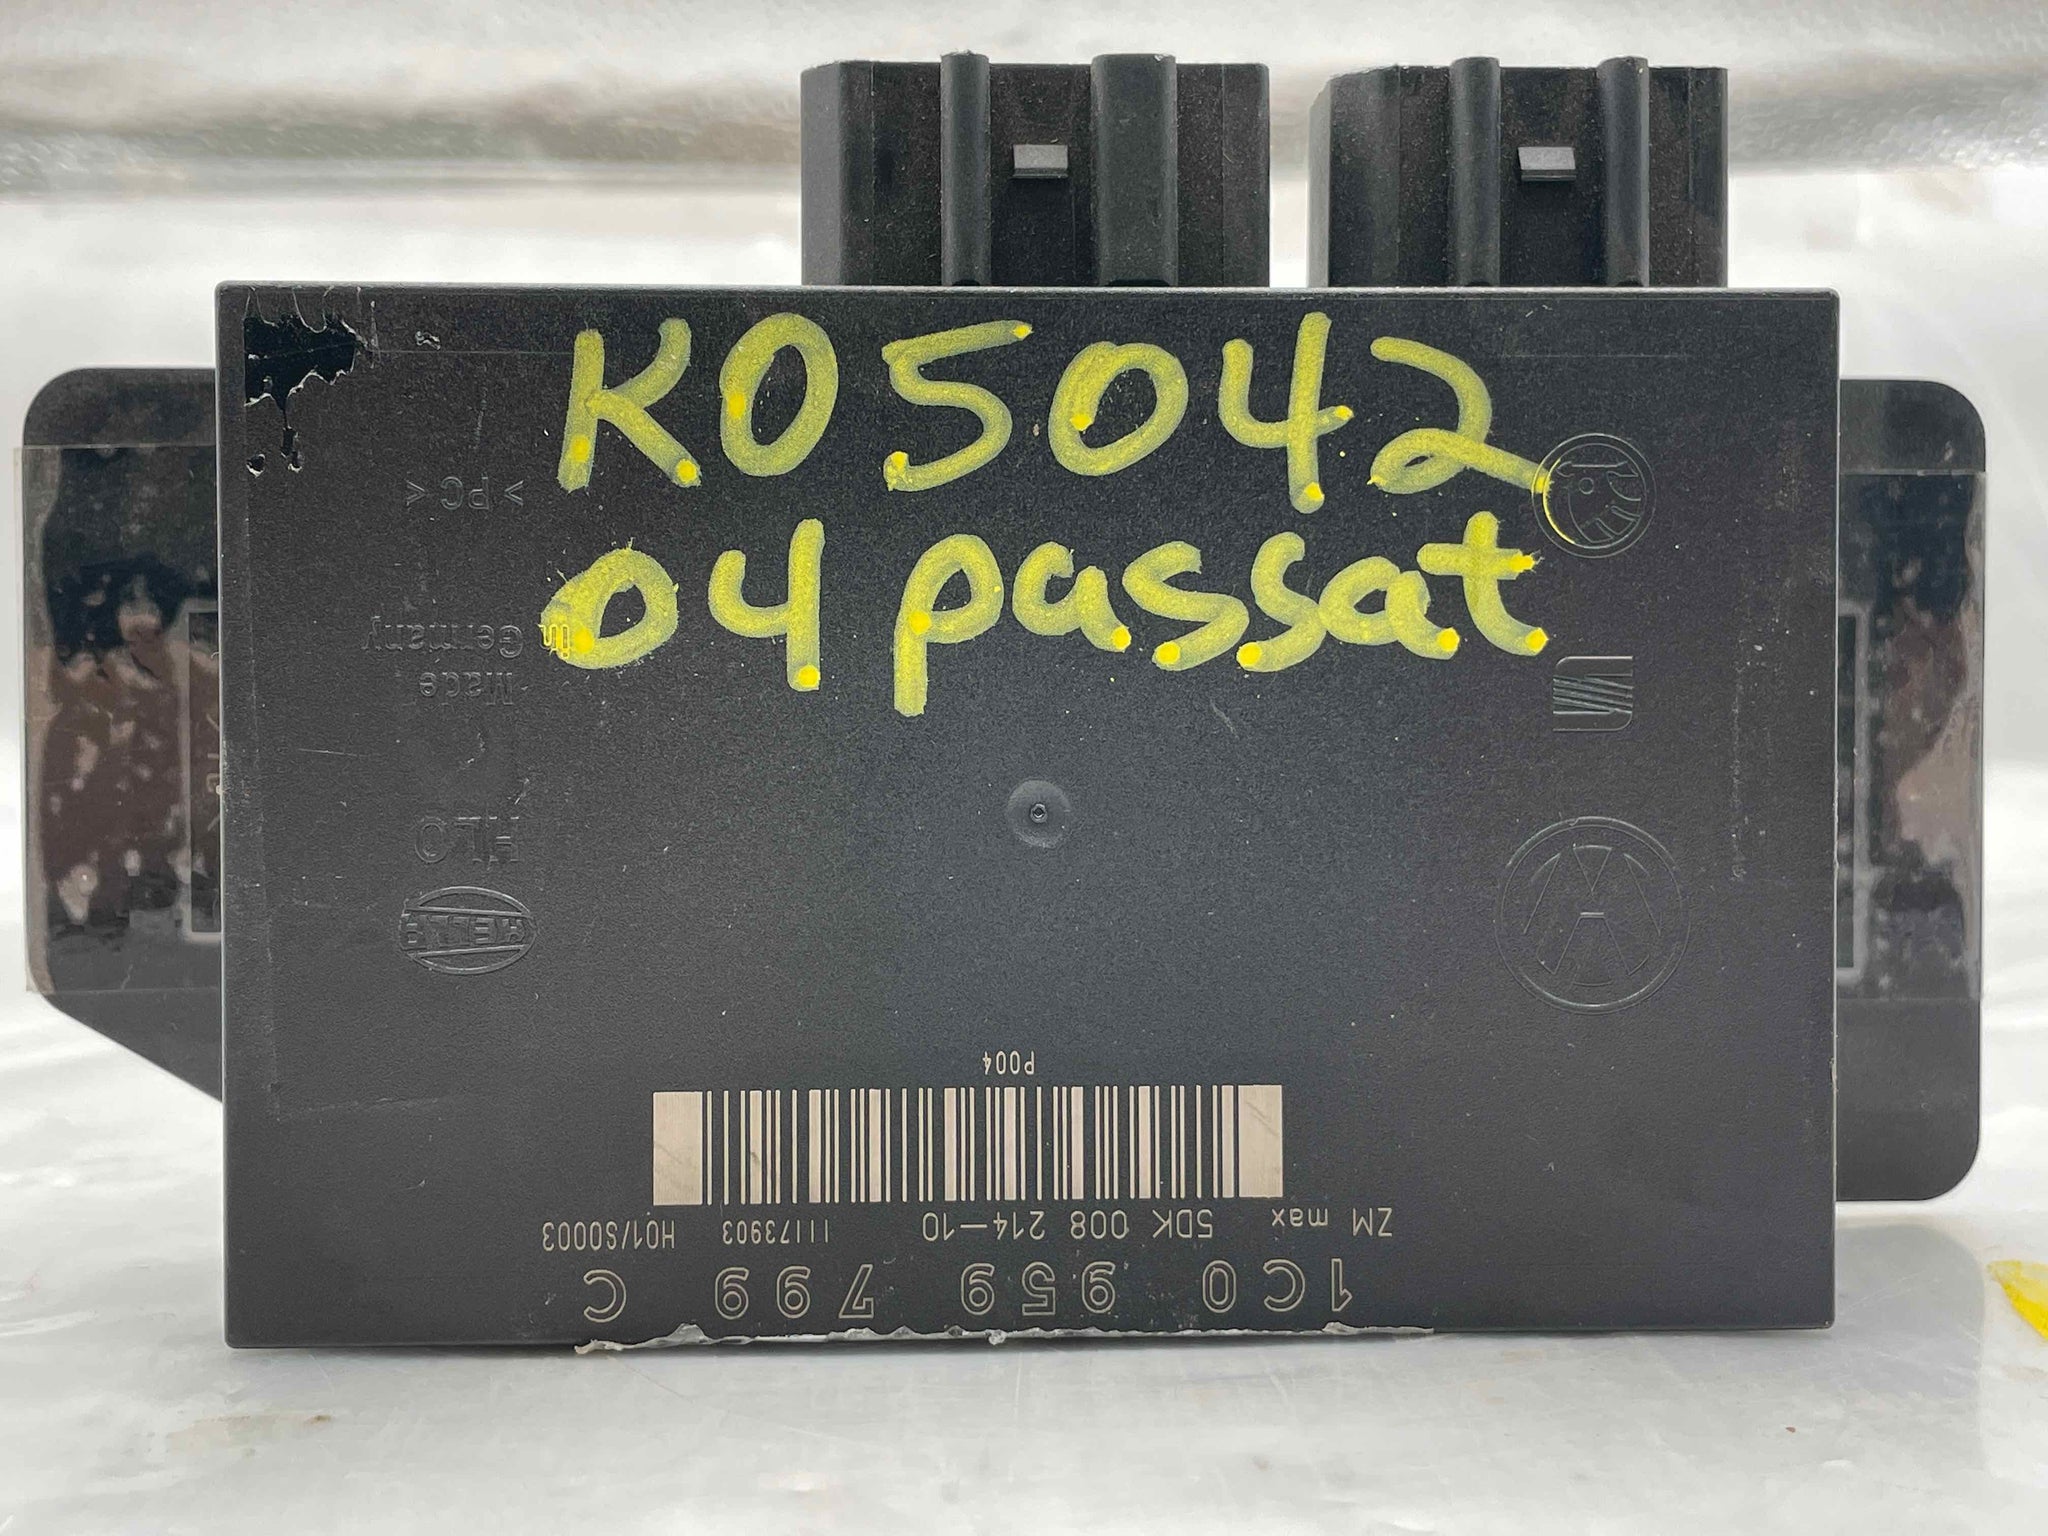 K05042
04 passat
>PC<
Made
in Germany
HLO
HELLA
P004
ZM max 5DK 008 214-10 11173903 H01/S0003
1C0 959 799 C